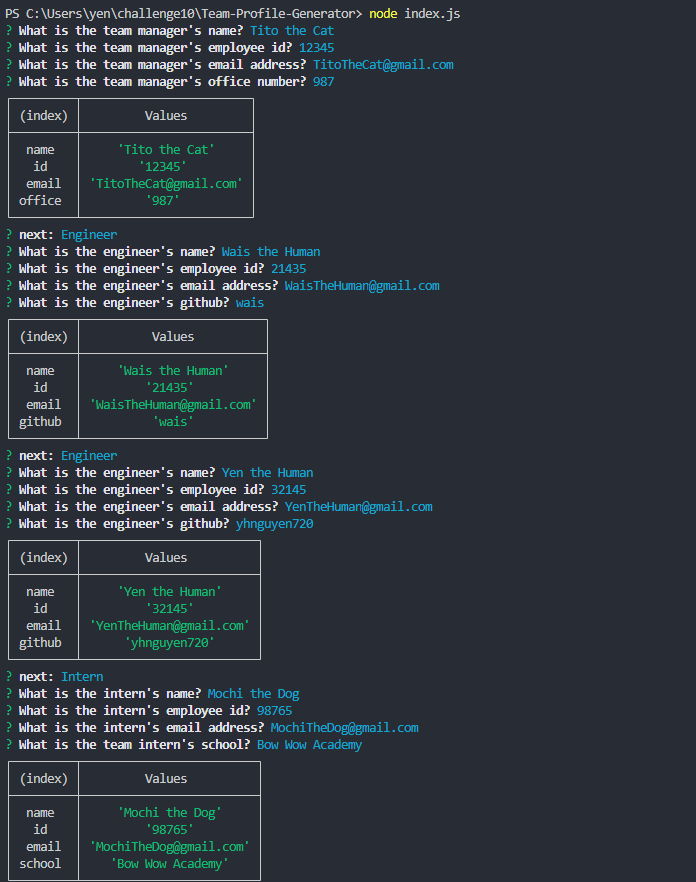 PS C:\Users\yen\challenge10\Team-Profile-Generator> node index.js
? What is the team manager's name? Tito the Cat
? What is the team manager's employee id? 12345
? What is the team manager's email address? TitoTheCat@gmail.com
? What is the team manager's office number? 987
(index) Values
name 'Tito the Cat'
id '12345'
email 'TitoTheCat@gmail.com'
office '987'
? next: Engineer
? What is the engineer's name? Wais the Human
? What is the engineer's employee id? 21435
? What is the engineer's email address? WaisTheHuman@gmail.com
? What is the engineer's github? wais
(index) Values
name 'Wais the Human'
id '21435'
email 'WaisTheHuman@gmail.com'
github 'wais'
? next: Engineer
? What is the engineer's name? Yen the Human
? What is the engineer's employee id? 32145
? What is the engineer's email address? YenTheHuman@gmail.com
? What is the engineer's github? yhnguyen720
(index) Values
name 'Yen the Human'
id '32145'
email 'YenTheHuman@gmail.com'
github 'yhnguyen720'
? next: Intern
? What is the intern's name? Mochi the Dog
? What is the intern's employee id? 98765
? What is the intern's email address? MochiTheDog@gmail.com
? What is the team intern's school? Bow Wow Academy
(index) Values
name 'Mochi the Dog'
id '98765'
email 'MochiTheDog@gmail.com'
school 'Bow Wow Academy'